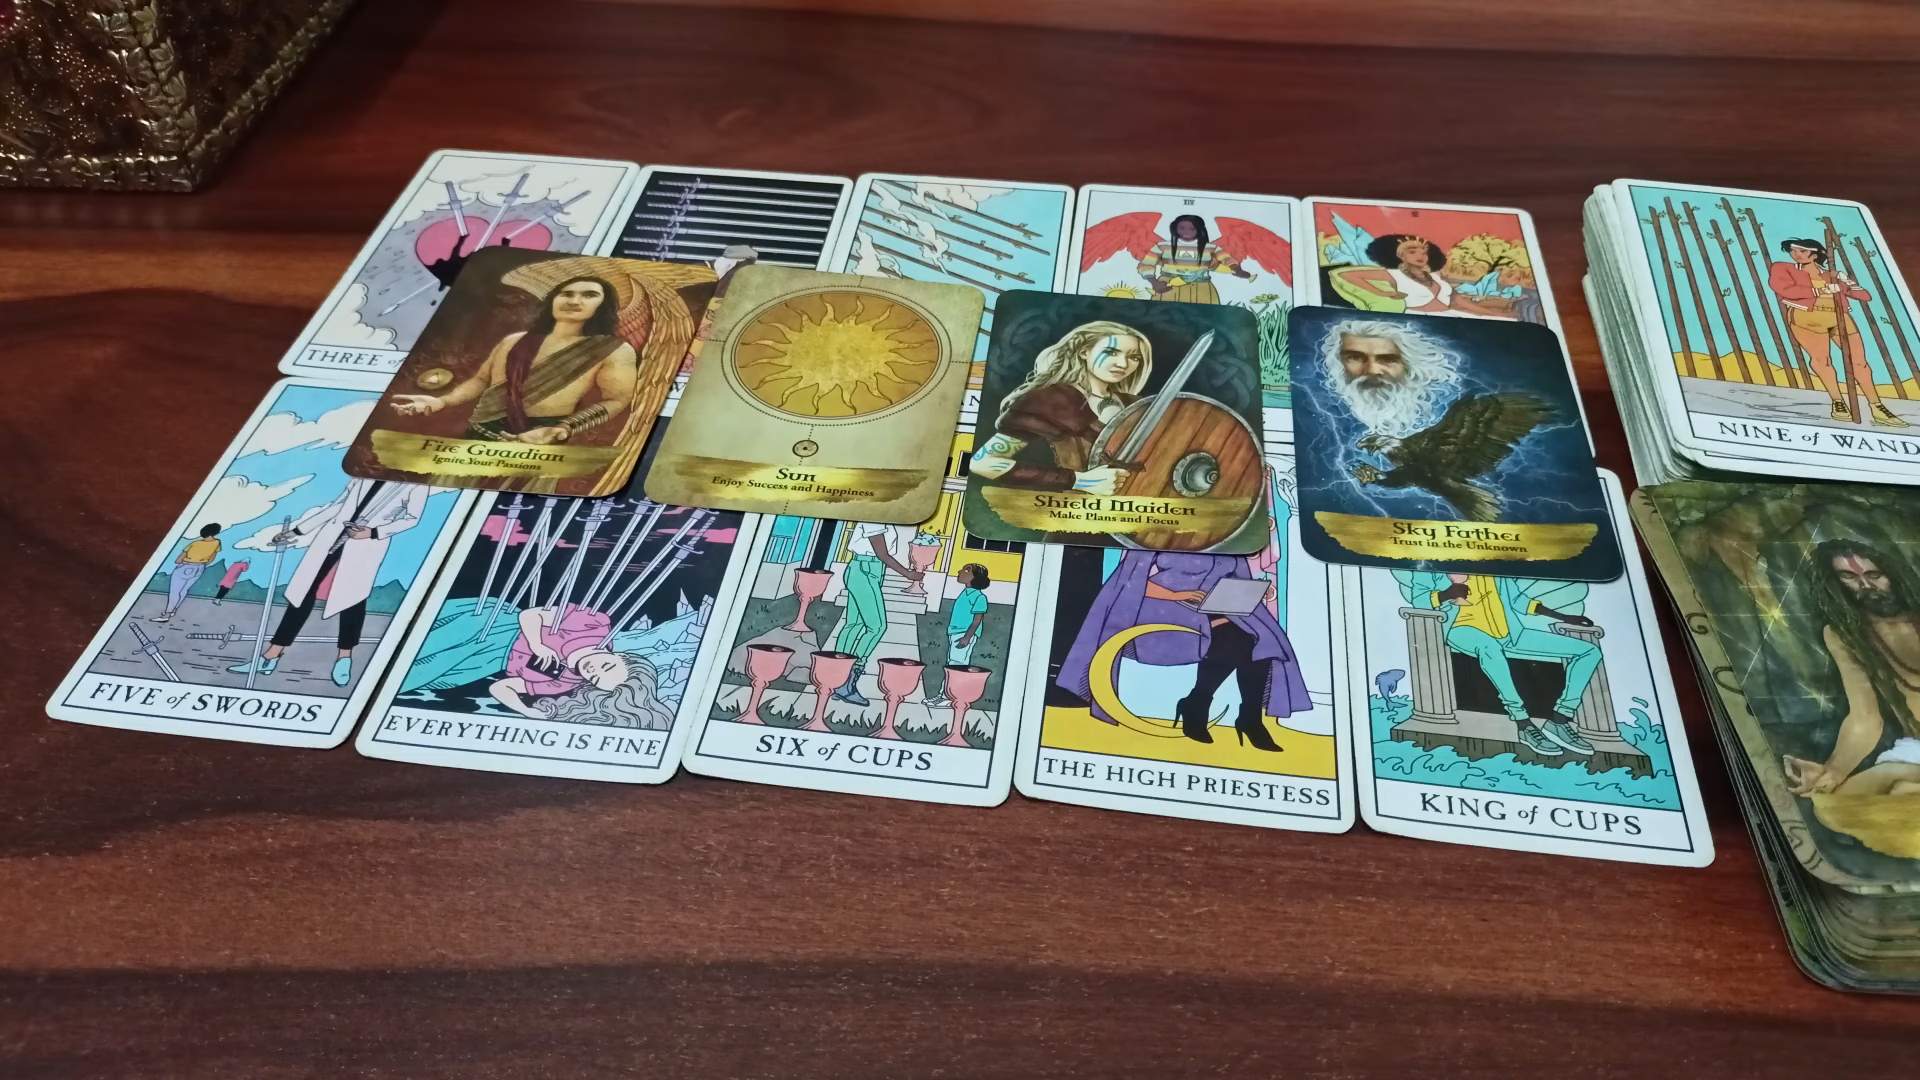 XIV
THREE of
NINE of WAND
Fire Guardian
Ignite Your Passions
Sun
Enjoy Success and Happiness
Shield Maiden
Make Plans and Focus
Sky Father
Trust in the Unknown
FIVE of SWORDS
EVERYTHING IS FINE
SIX of CUPS
THE HIGH PRIESTESS
KING of CUPS